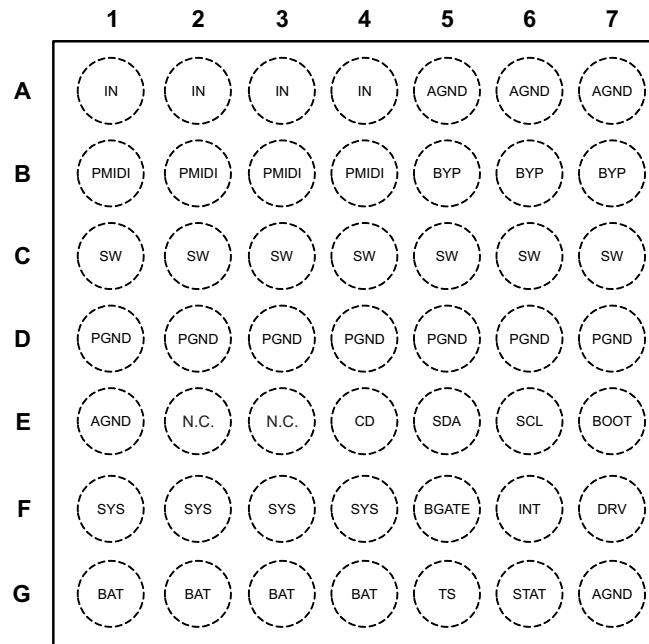 1 2 3 4 5 6 7
A IN IN IN IN AGND AGND AGND
B PMIDI PMIDI PMIDI PMIDI BYP BYP BYP
C SW SW SW SW SW SW SW
D PGND PGND PGND PGND PGND PGND PGND
E AGND N.C. N.C. CD SDA SCL BOOT
F SYS SYS SYS SYS BGATE INT DRV
G BAT BAT BAT BAT TS STAT AGND